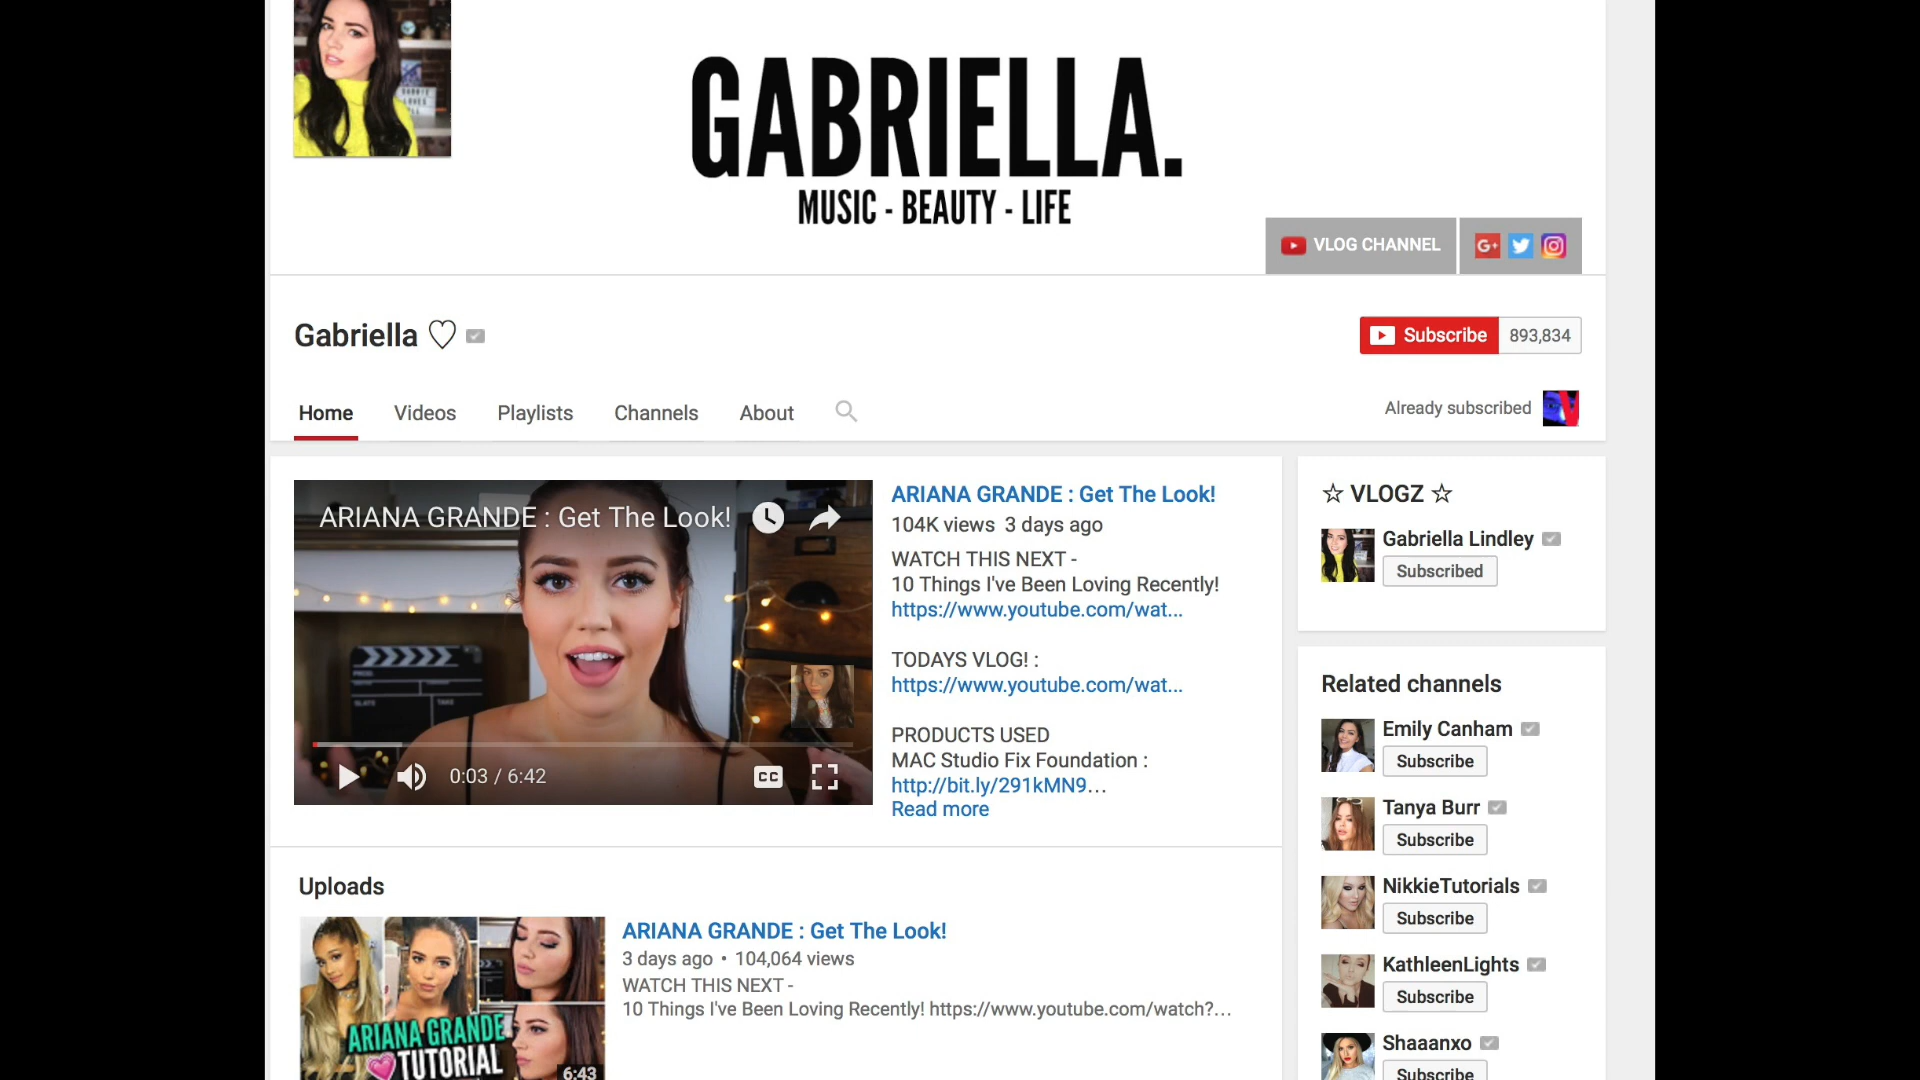 GABRIELLA.
MUSIC - BEAUTY - LIFE
VLOG CHANNEL
G+
Gabriella ♡
Subscribe 893,834
Home Videos Playlists Channels About
Already subscribed
ARIANA GRANDE : Get The Look!
0:03 / 6:42
CC
ARIANA GRANDE : Get The Look!
104K views 3 days ago
WATCH THIS NEXT -
10 Things I've Been Loving Recently!
https://www.youtube.com/wat...
TODAYS VLOG! :
https://www.youtube.com/wat...
PRODUCTS USED
MAC Studio Fix Foundation :
http://bit.ly/291kMN9...
Read more
☆ VLOGZ ☆
Gabriella Lindley
Subscribed
Related channels
Emily Canham
Subscribe
Tanya Burr
Subscribe
NikkieTutorials
Subscribe
KathleenLights
Subscribe
Shaaanxo
Subscribe
Uploads
ARIANA GRANDE
TUTORIAL
6:43
ARIANA GRANDE : Get The Look!
3 days ago • 104,064 views
WATCH THIS NEXT -
10 Things I've Been Loving Recently! https://www.youtube.com/watch?...